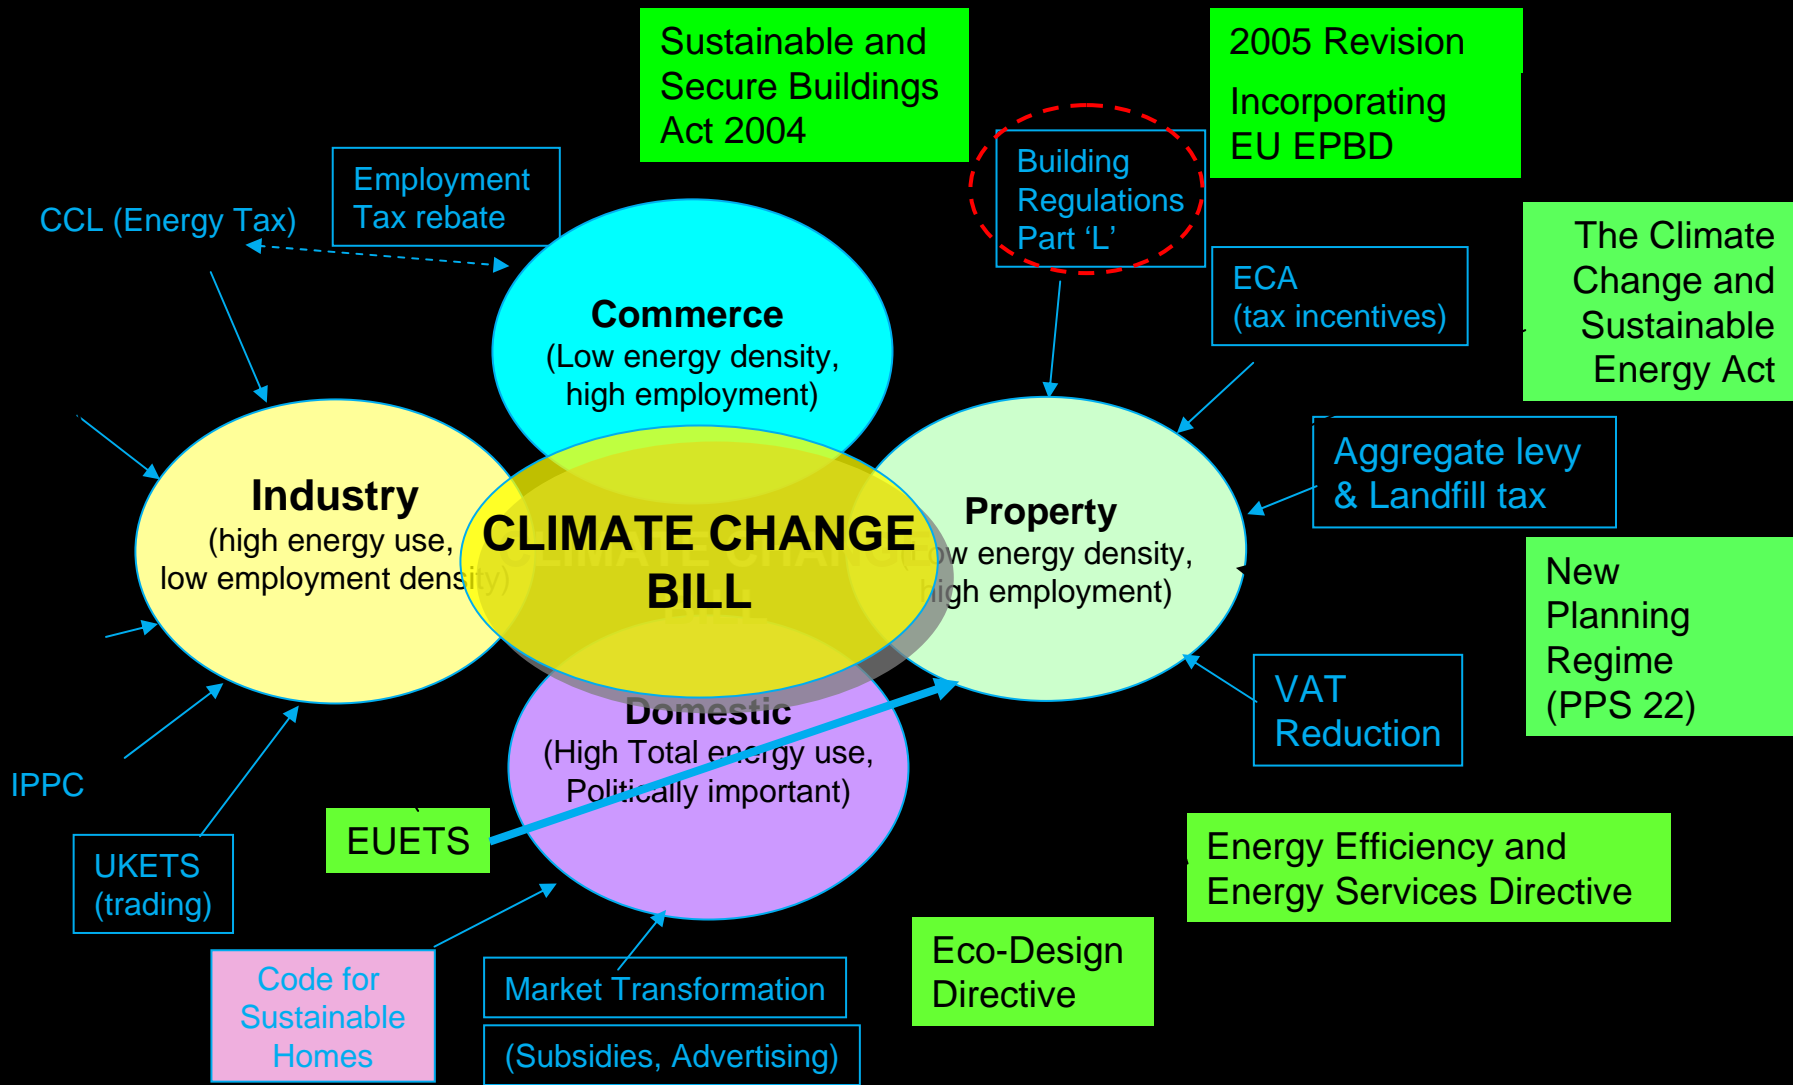 Sustainable and
Secure Buildings
Act 2004
2005 Revision
Incorporating
EU EPBD
Employment
Tax rebate
CCL (Energy Tax)
Building
Regulations
Part ‘L’
ECA
(tax incentives)
The Climate
Change and
Sustainable
Energy Act
Commerce
(Low energy density,
high employment)
Aggregate levy
& Landfill tax
Industry
(high energy use,
low employment density)
CLIMATE CHANGE
BILL
Property
(Low energy density,
high employment)
New
Planning
Regime
(PPS 22)
VAT
Reduction
Domestic
(High Total energy use,
Politically important)
IPPC
UKETS
(trading)
EUETS
Energy Efficiency and
Energy Services Directive
Eco-Design
Directive
Code for
Sustainable
Homes
Market Transformation
(Subsidies, Advertising)